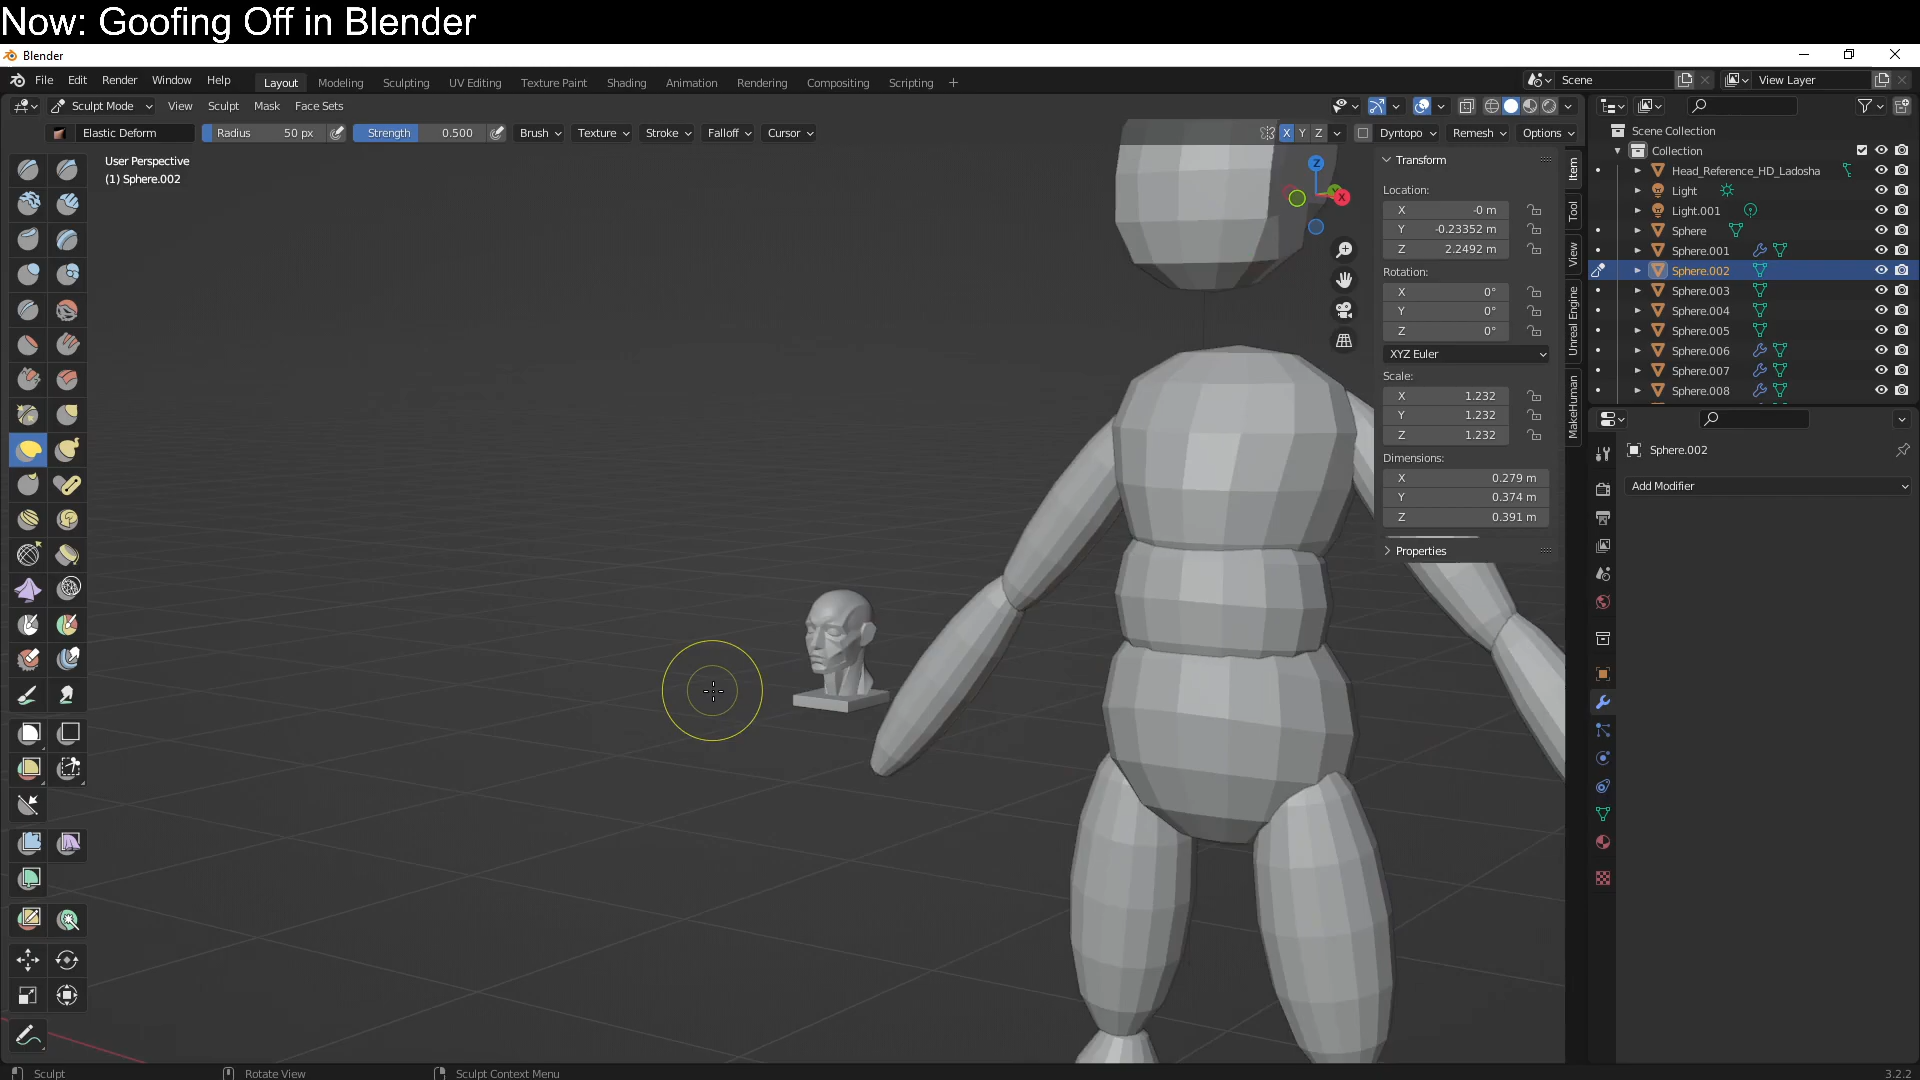 Now: Goofing Off in Blender
Blender
File Edit Render Window Help Layout Modeling Sculpting UV Editing Texture Paint Shading Animation Rendering Compositing Scripting + Scene View Layer
Sculpt Mode View Sculpt Mask Face Sets
Elastic Deform Radius 50 px Strength 0.500 Brush Texture Stroke Falloff Cursor X Y Z Dyntopo Remesh Options
User Perspective
(1) Sphere.002
Z
X
Transform
Location:
X -0 m
Y -0.23352 m
Z 2.2492 m
Rotation:
X 0°
Y 0°
Z 0°
XYZ Euler
Scale:
X 1.232
Y 1.232
Z 1.232
Dimensions:
X 0.279 m
Y 0.374 m
Z 0.391 m
Properties
Item
Tool
View
Unreal Engine
MakeHuman
Scene Collection
Collection
Head_Reference_HD_Ladosha
Light
Light.001
Sphere
Sphere.001
Sphere.002
Sphere.003
Sphere.004
Sphere.005
Sphere.006
Sphere.007
Sphere.008
Sphere.002
Add Modifier
Sculpt Rotate View Sculpt Context Menu 3.2.2